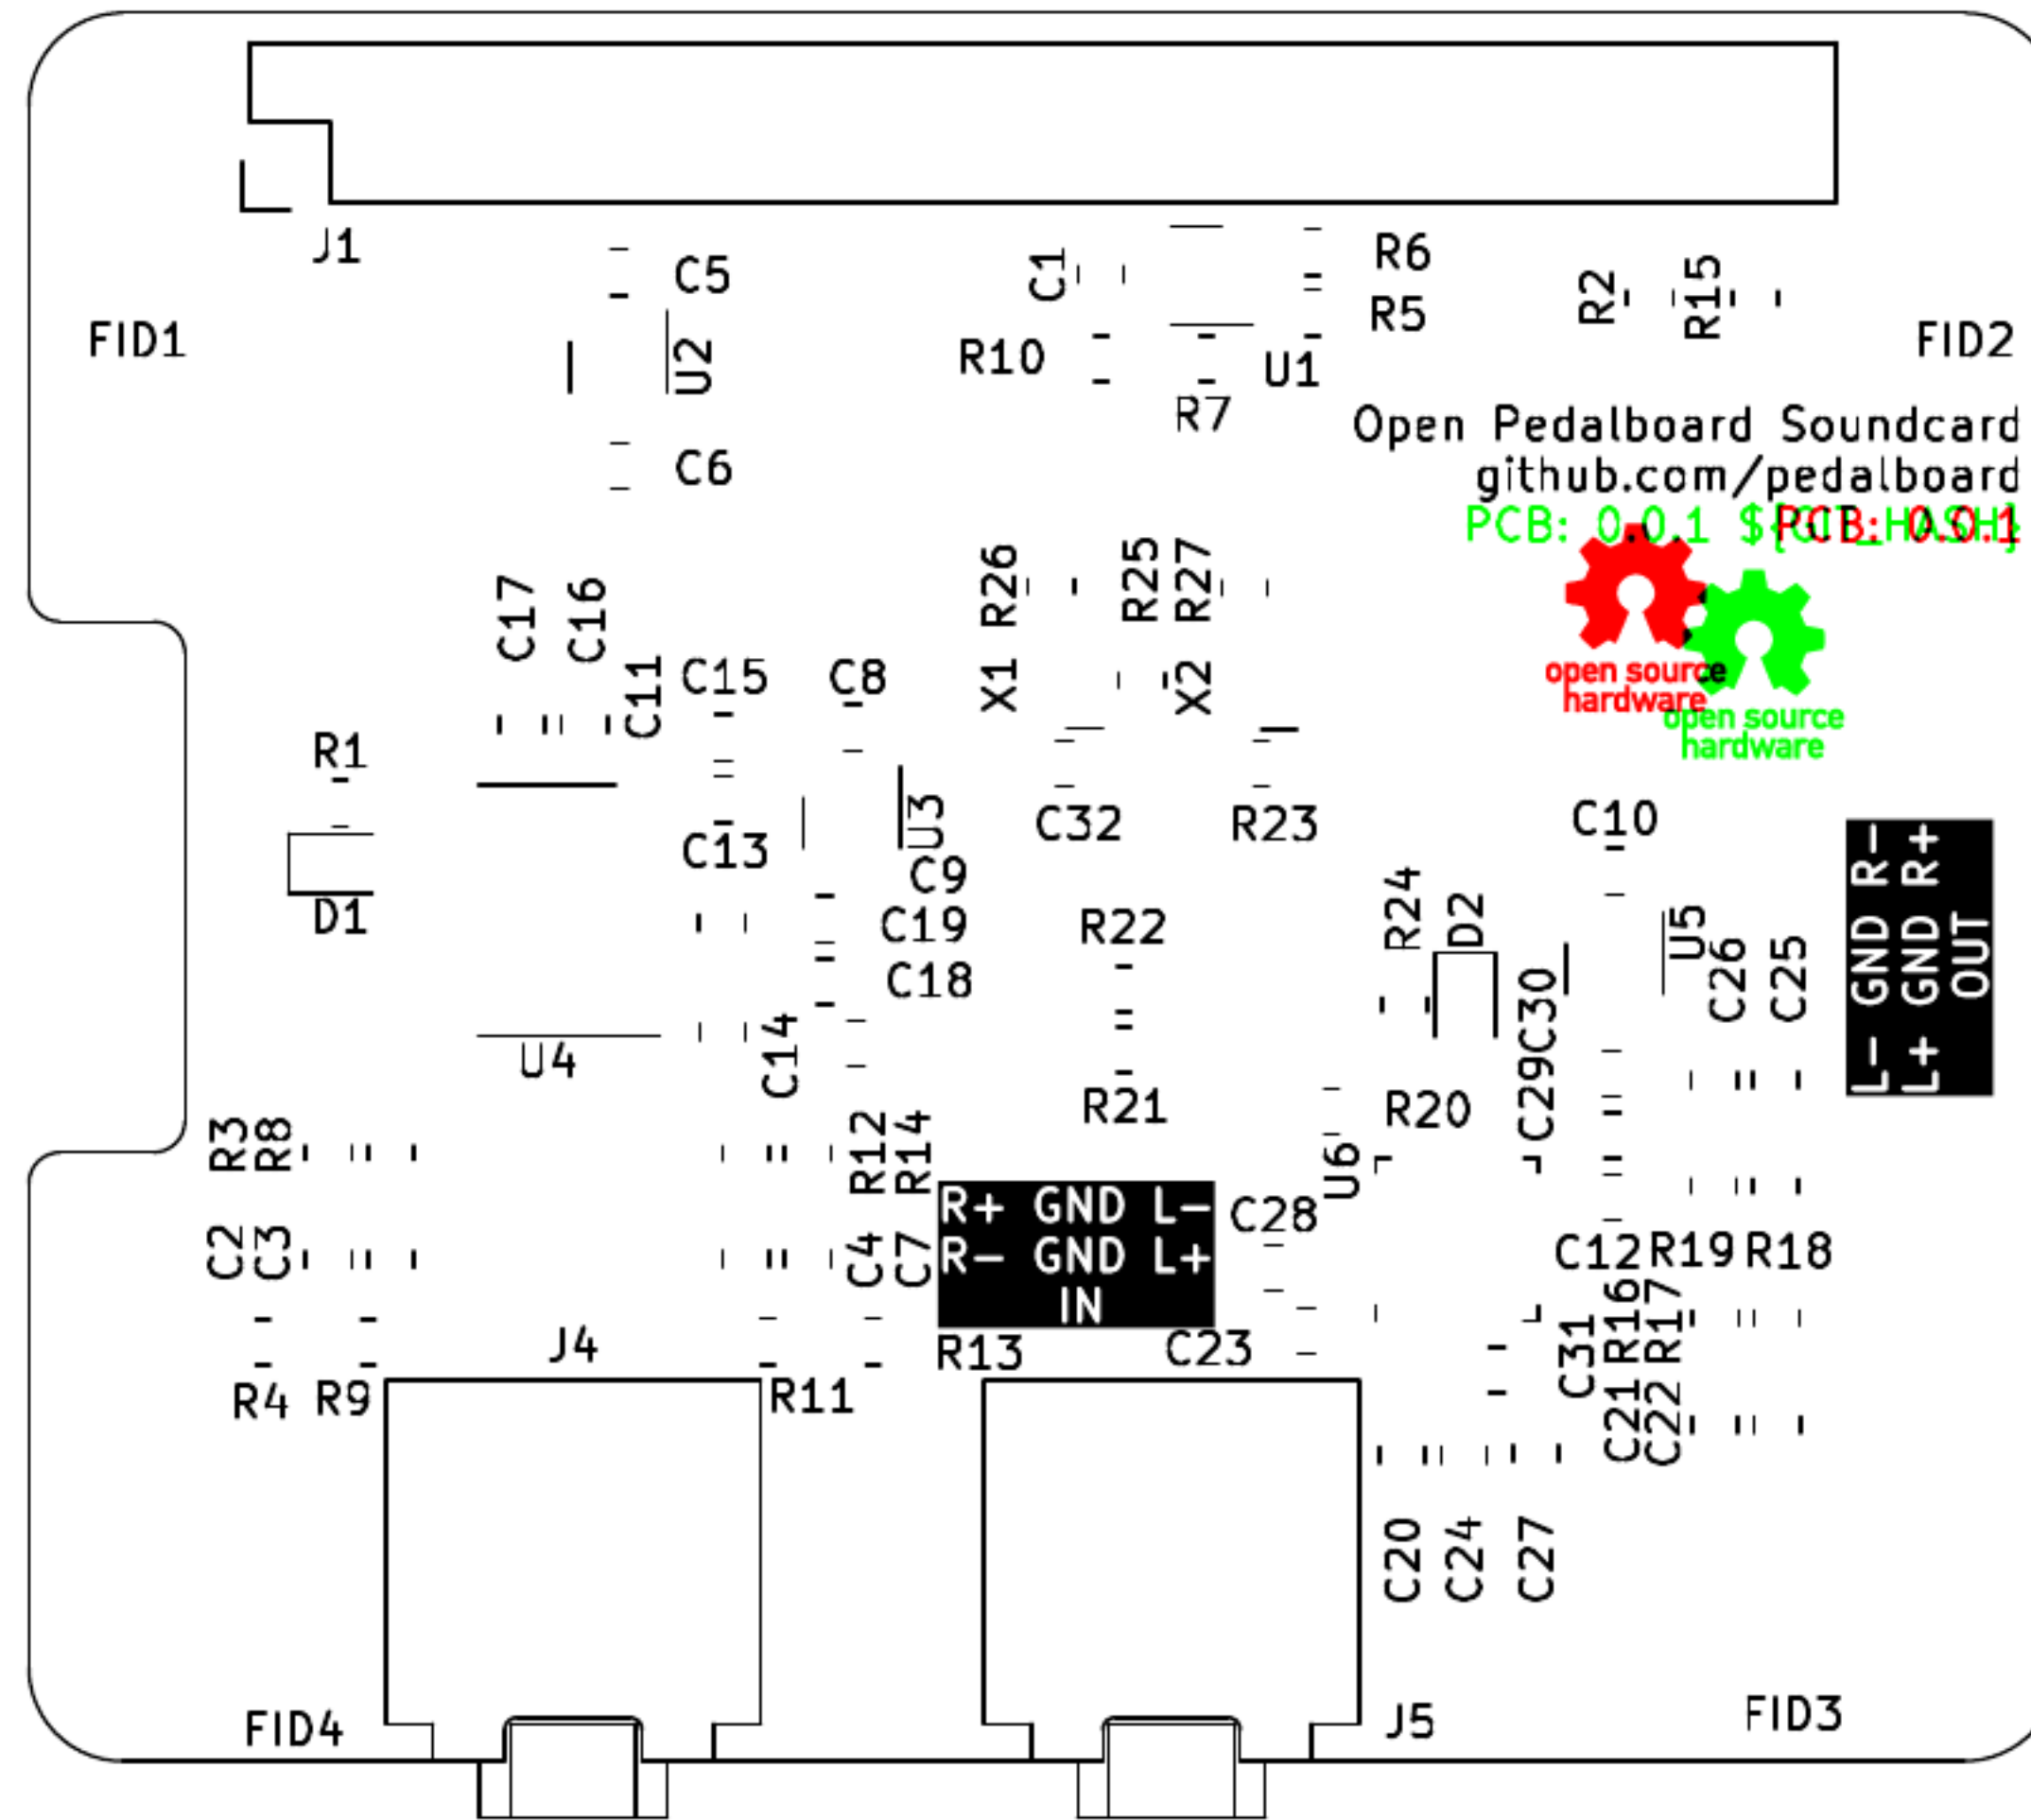 J1
C5
C1
R6
R2
R15
R5
FID1
FID2
U2
R10
U1
R7
Open Pedalboard Soundcard
C6
github.com/pedalboard
PCB: 0.0.1 ${GIT_HASH}
PCB: 0.0.1
R26
R25
R27
C17
C16
C11
C15
C8
X1
X2
open source
hardware
open source
hardware
R1
U3
C32
R23
C10
C13
C9
D1
C19
R22
R24
D2
U5
C26
C25
L- GND R-
L+ GND R+
OUT
C18
C30
U4
C14
R21
R20
C29
R3
R8
R12
R14
U6
R+ GND L-
R- GND L+
IN
C28
C2
C3
C4
C7
C12
R19
R18
R16
R17
J4
R13
C23
C31
R4
R9
R11
C21
C22
C20
C24
C27
FID4
J5
FID3